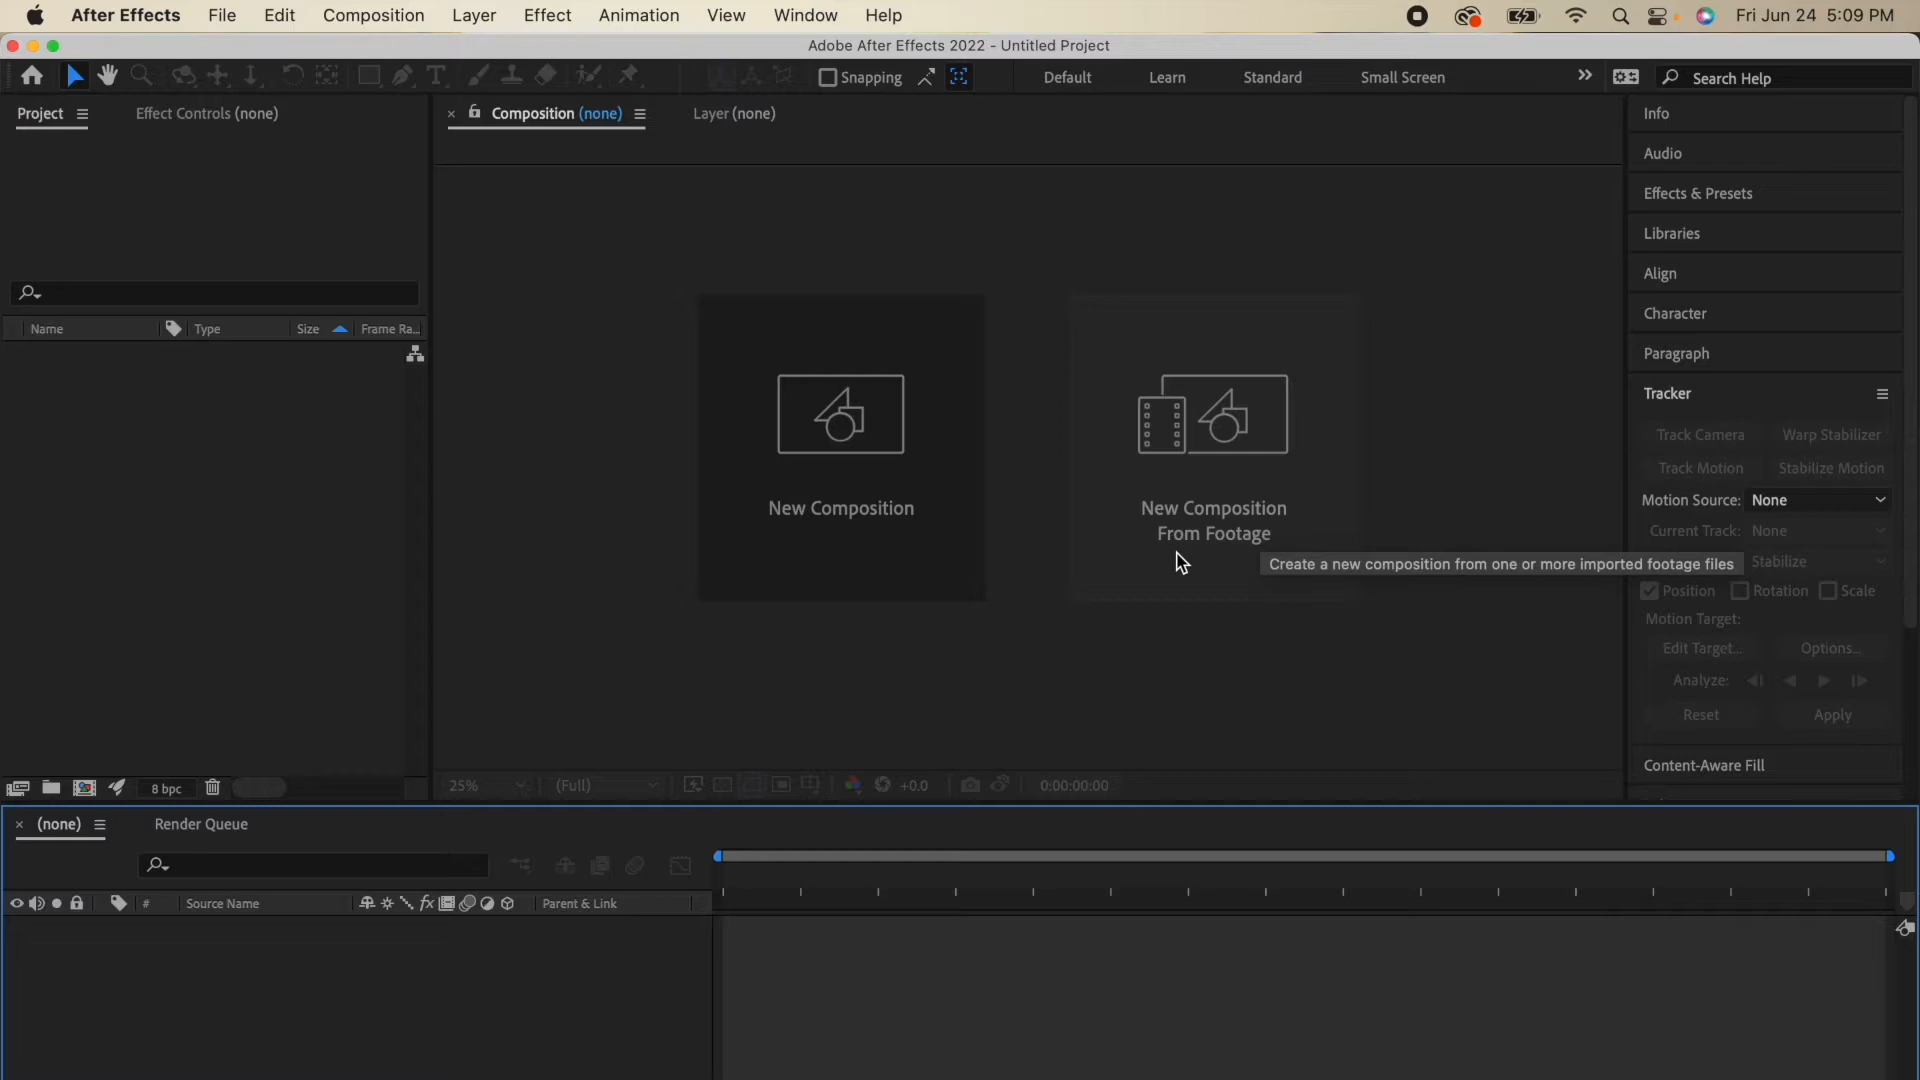 After Effects File Edit Composition Layer Effect Animation View Window Help Fri Jun 24 5:09 PM
Adobe After Effects 2022 - Untitled Project
Snapping Default Learn Standard Small Screen Search Help
Project Effect Controls (none) Composition (none) Layer (none)
Info
Audio
Effects & Presets
Libraries
Align
Character
Paragraph
Name Type Size Frame Ra...
Tracker
Track Camera Warp Stabilizer
Track Motion Stabilize Motion
Motion Source: None
Current Track: None
Stabilize
Position Rotation Scale
Motion Target:
Edit Target... Options...
Analyze:
Reset Apply
Content-Aware Fill
New Composition
New Composition
From Footage
Create a new composition from one or more imported footage files
8 bpc
25% (Full) +0.0 0:00:00:00
(none) Render Queue
# Source Name fx Parent & Link